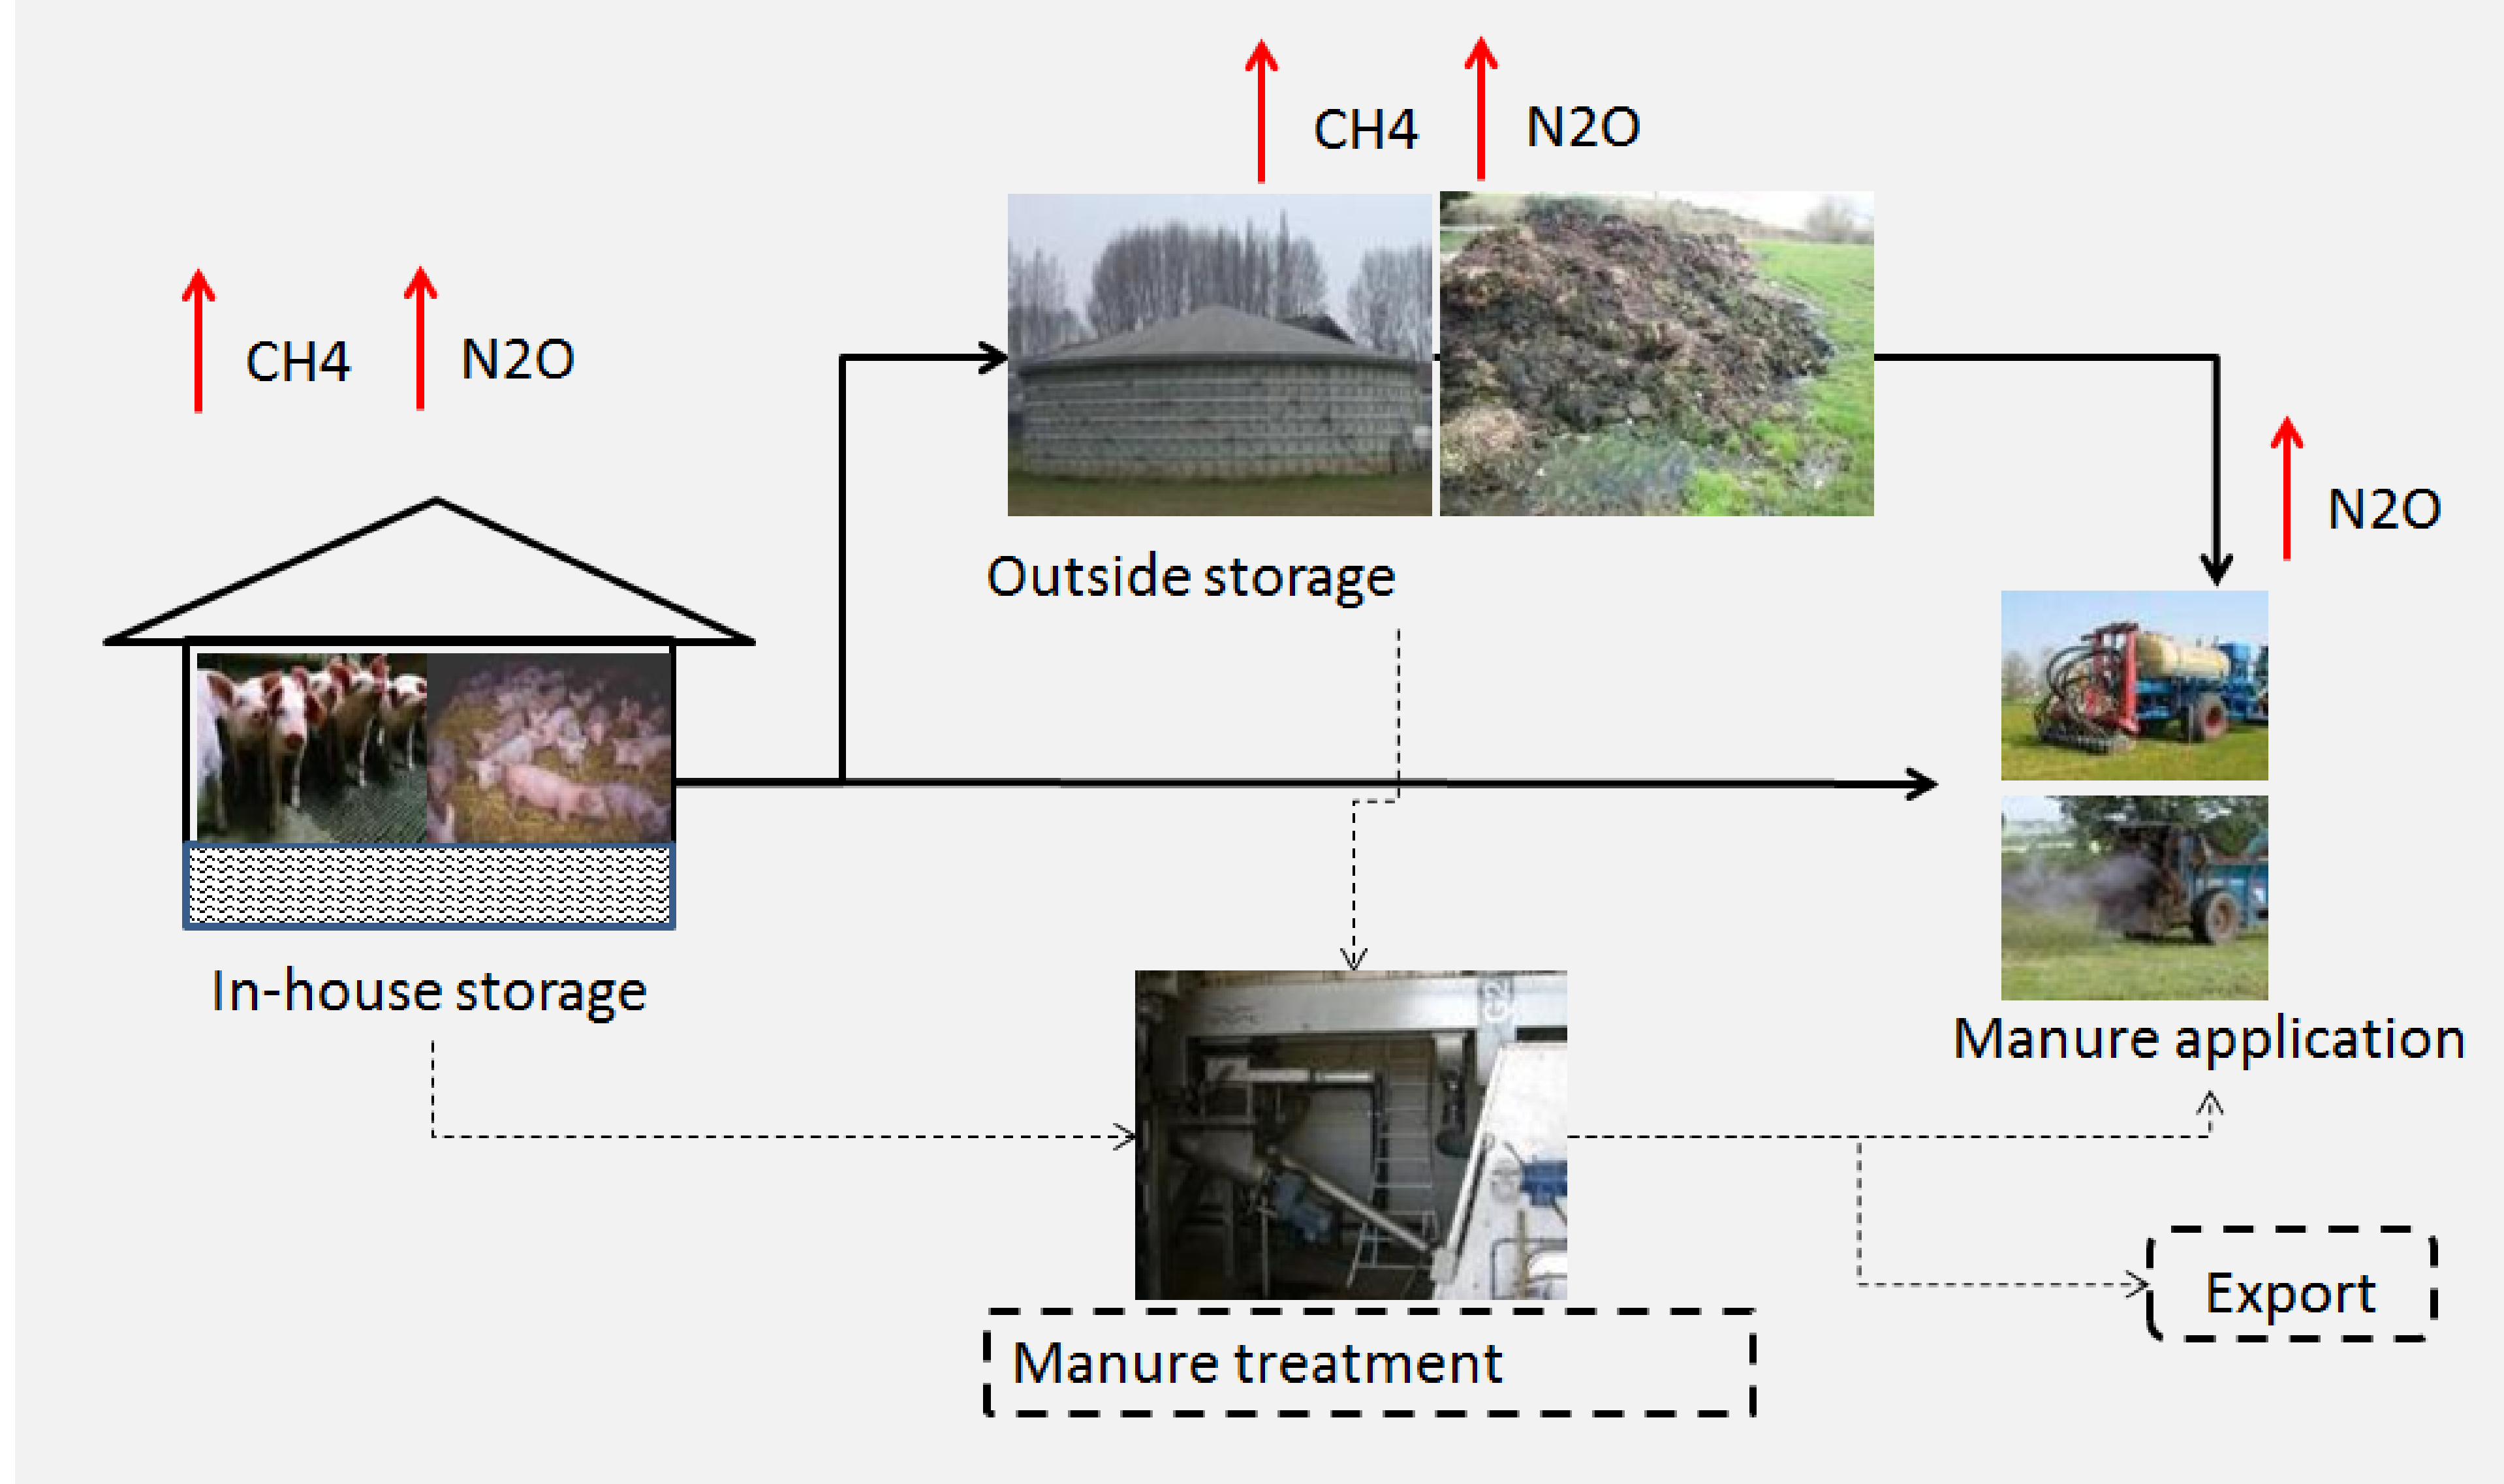 CH4
N2O
CH4
N2O
N2O
Outside storage
In-house storage
Manure application
Export
Manure treatment